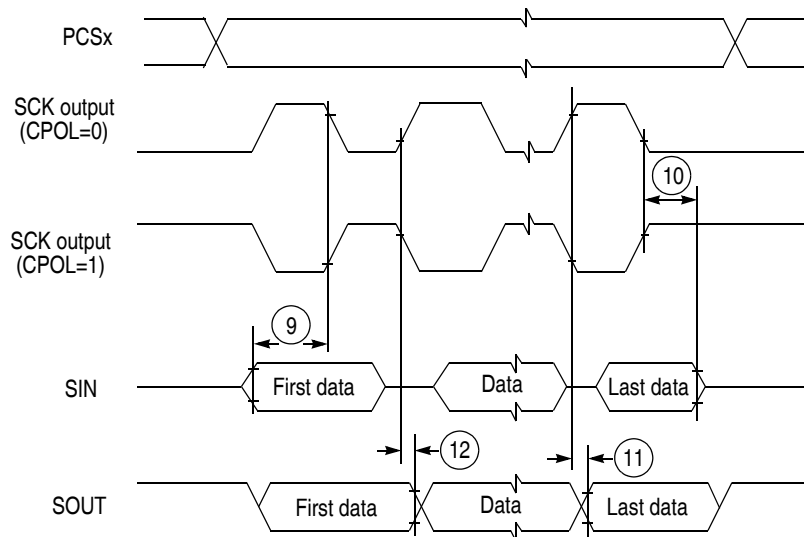 PCSx
SCK output
(CPOL=0)
10
SCK output
(CPOL=1)
9
SIN
First data
Data
Last data
12
11
SOUT
First data
Data
Last data